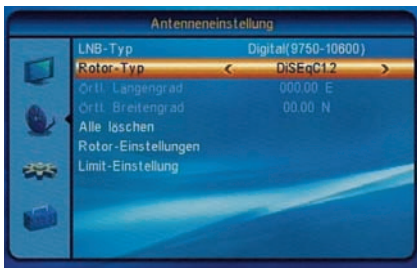 Antenneneinstellung
LNB-Typ Digital(9750-10600)
Rotor-Typ < DiSEqC1.2 >
Örtl. Längengrad 000.00 E
Örtl. Breitengrad 00.00 N
Alle löschen
Rotor-Einstellungen
Limit-Einstellung